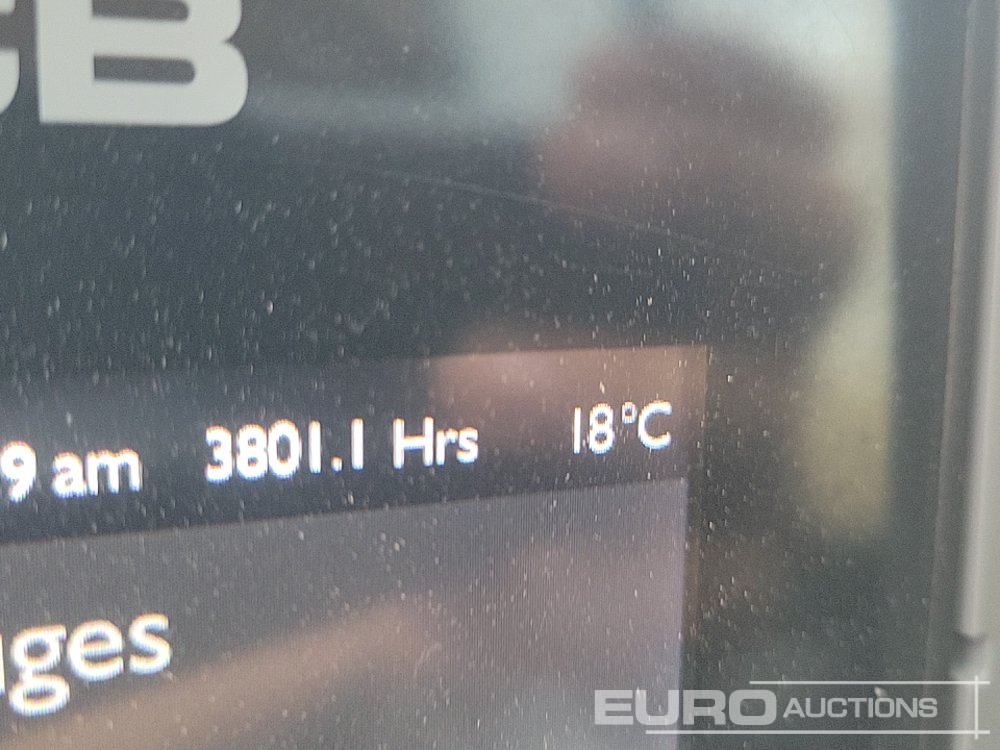 CB
9 am 3801.1 Hrs 18°C
ges
EURO AUCTIONS